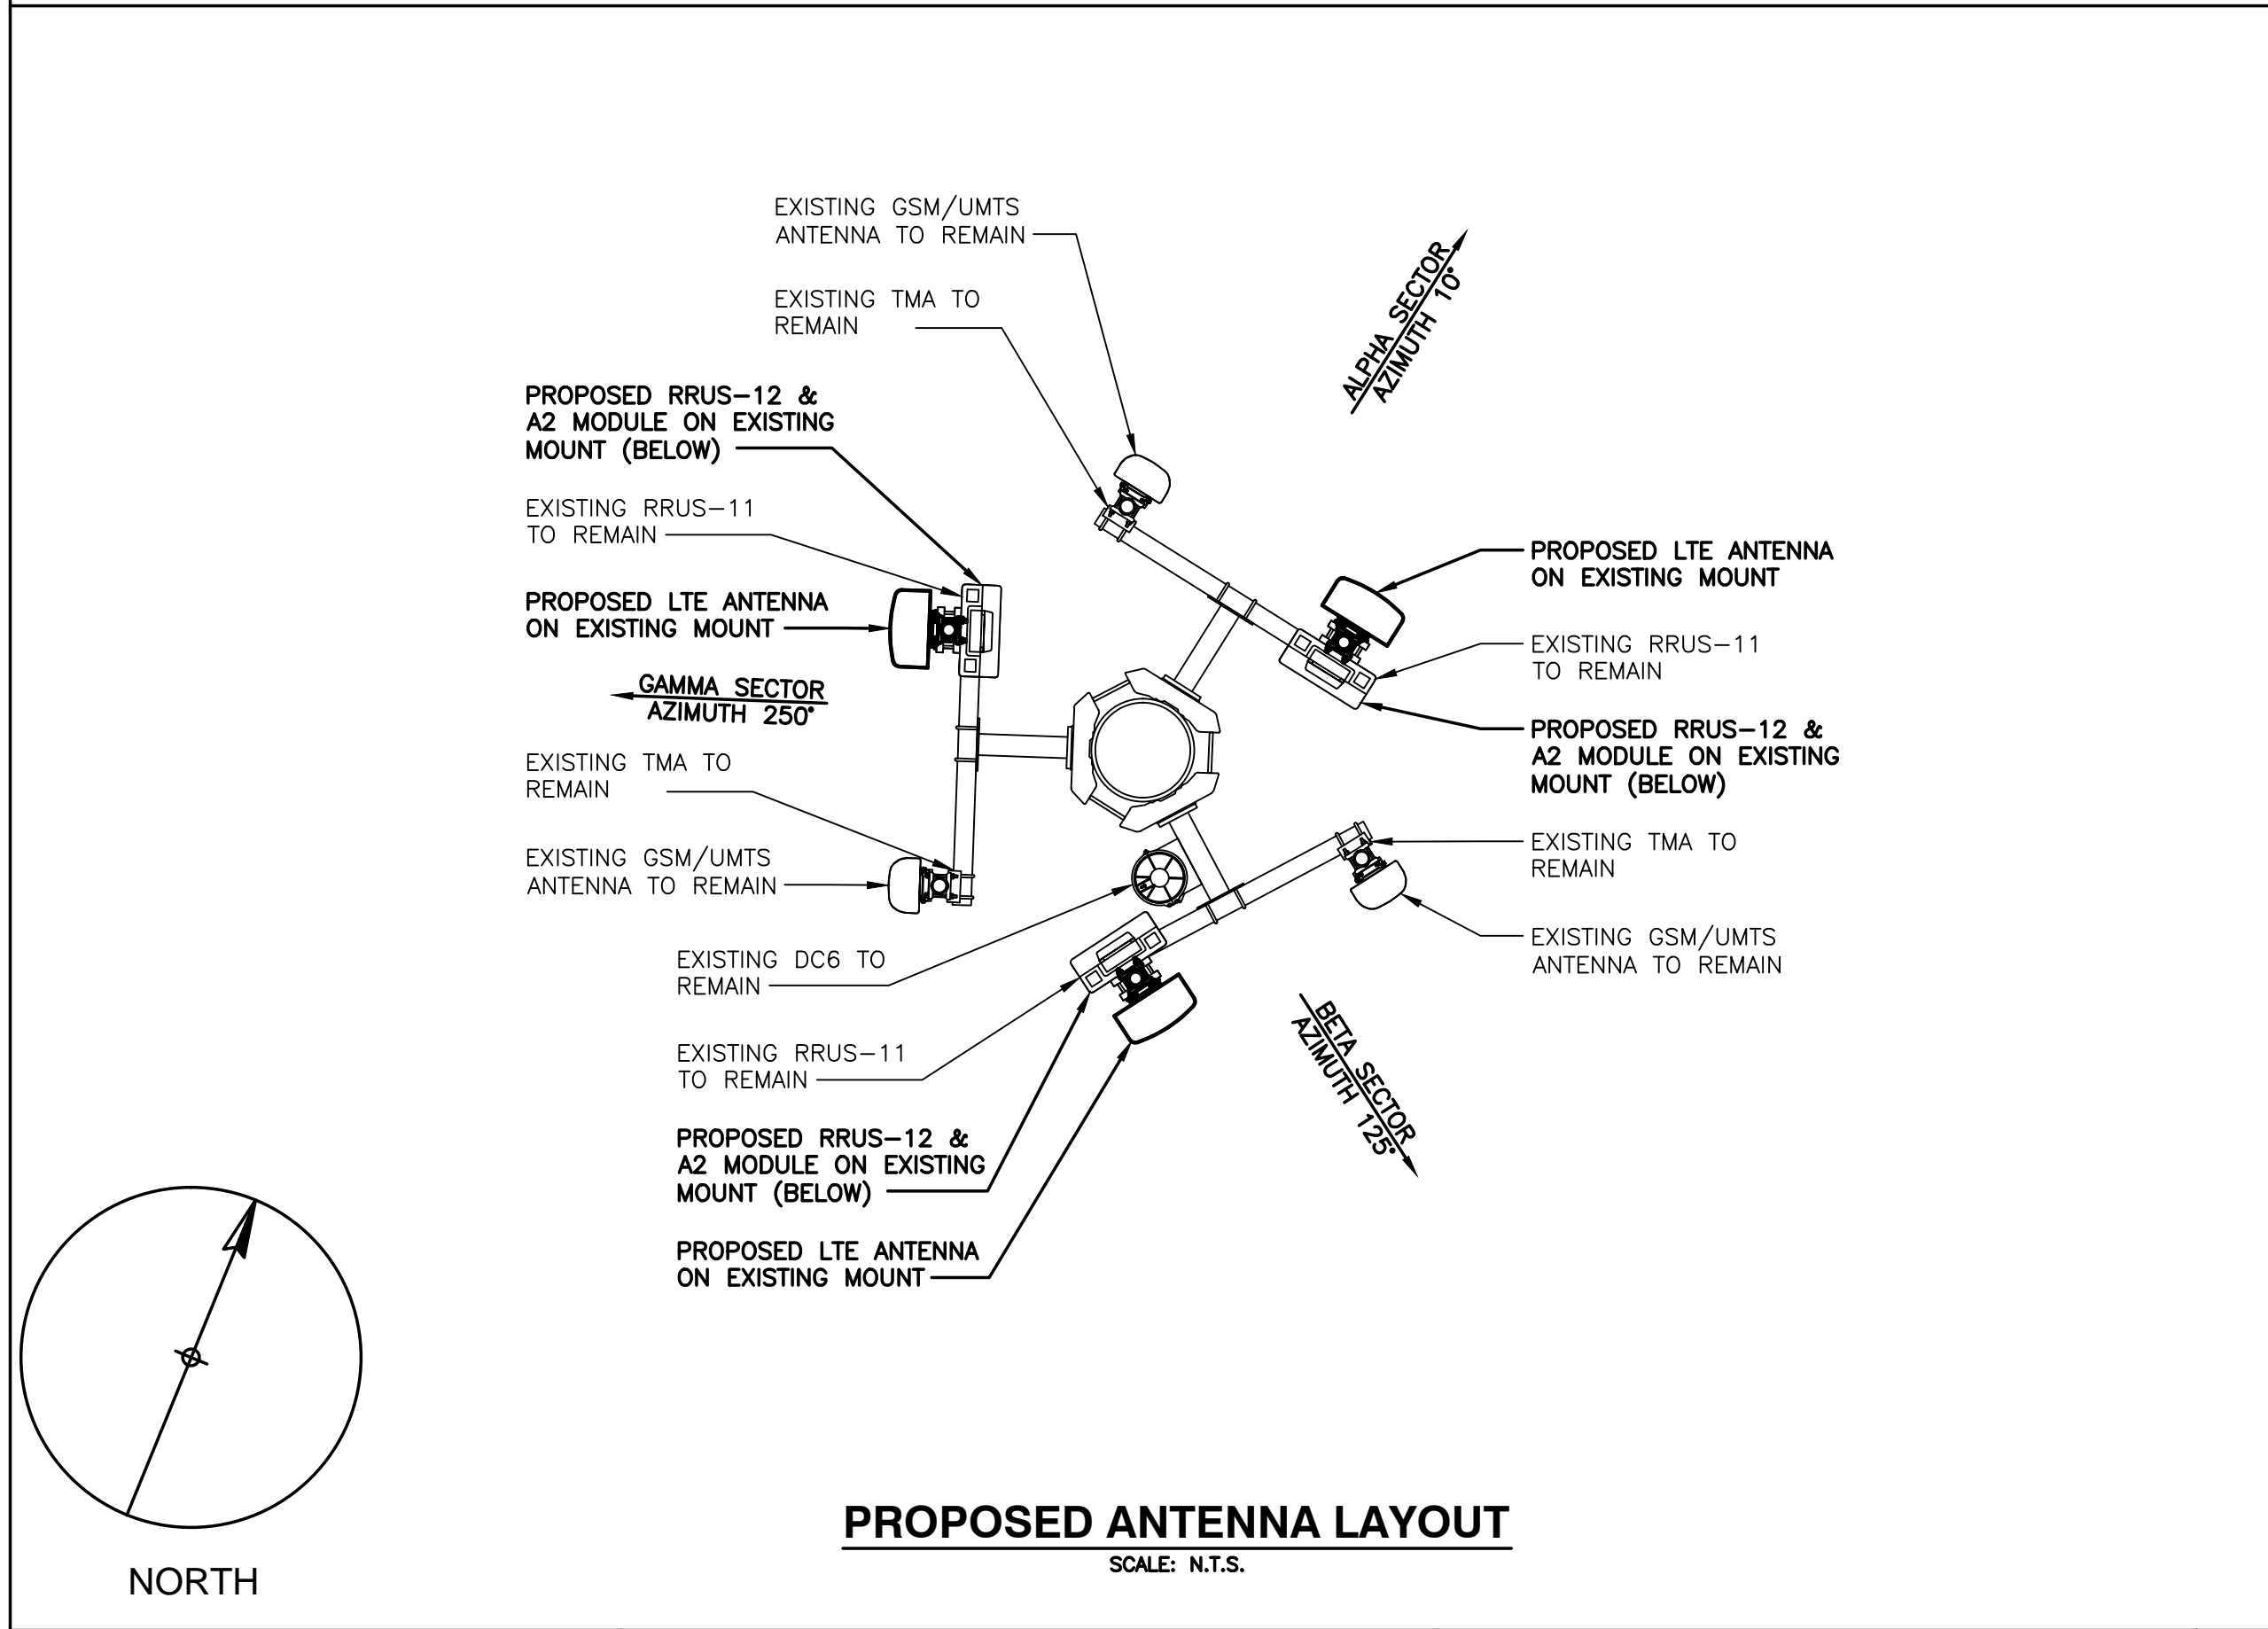 EXISTING GSM/UMTS
ANTENNA TO REMAIN
EXISTING TMA TO
REMAIN
ALPHA SECTOR
AZIMUTH 10°
PROPOSED RRUS-12 &
A2 MODULE ON EXISTING
MOUNT (BELOW)
EXISTING RRUS-11
TO REMAIN
PROPOSED LTE ANTENNA
ON EXISTING MOUNT
GAMMA SECTOR
AZIMUTH 250°
EXISTING TMA TO
REMAIN
EXISTING GSM/UMTS
ANTENNA TO REMAIN
PROPOSED LTE ANTENNA
ON EXISTING MOUNT
EXISTING RRUS-11
TO REMAIN
PROPOSED RRUS-12 &
A2 MODULE ON EXISTING
MOUNT (BELOW)
EXISTING TMA TO
REMAIN
EXISTING GSM/UMTS
ANTENNA TO REMAIN
EXISTING DC6 TO
REMAIN
EXISTING RRUS-11
TO REMAIN
PROPOSED RRUS-12 &
A2 MODULE ON EXISTING
MOUNT (BELOW)
PROPOSED LTE ANTENNA
ON EXISTING MOUNT
BETA SECTOR
AZIMUTH 125°
NORTH
PROPOSED ANTENNA LAYOUT
SCALE: N.T.S.